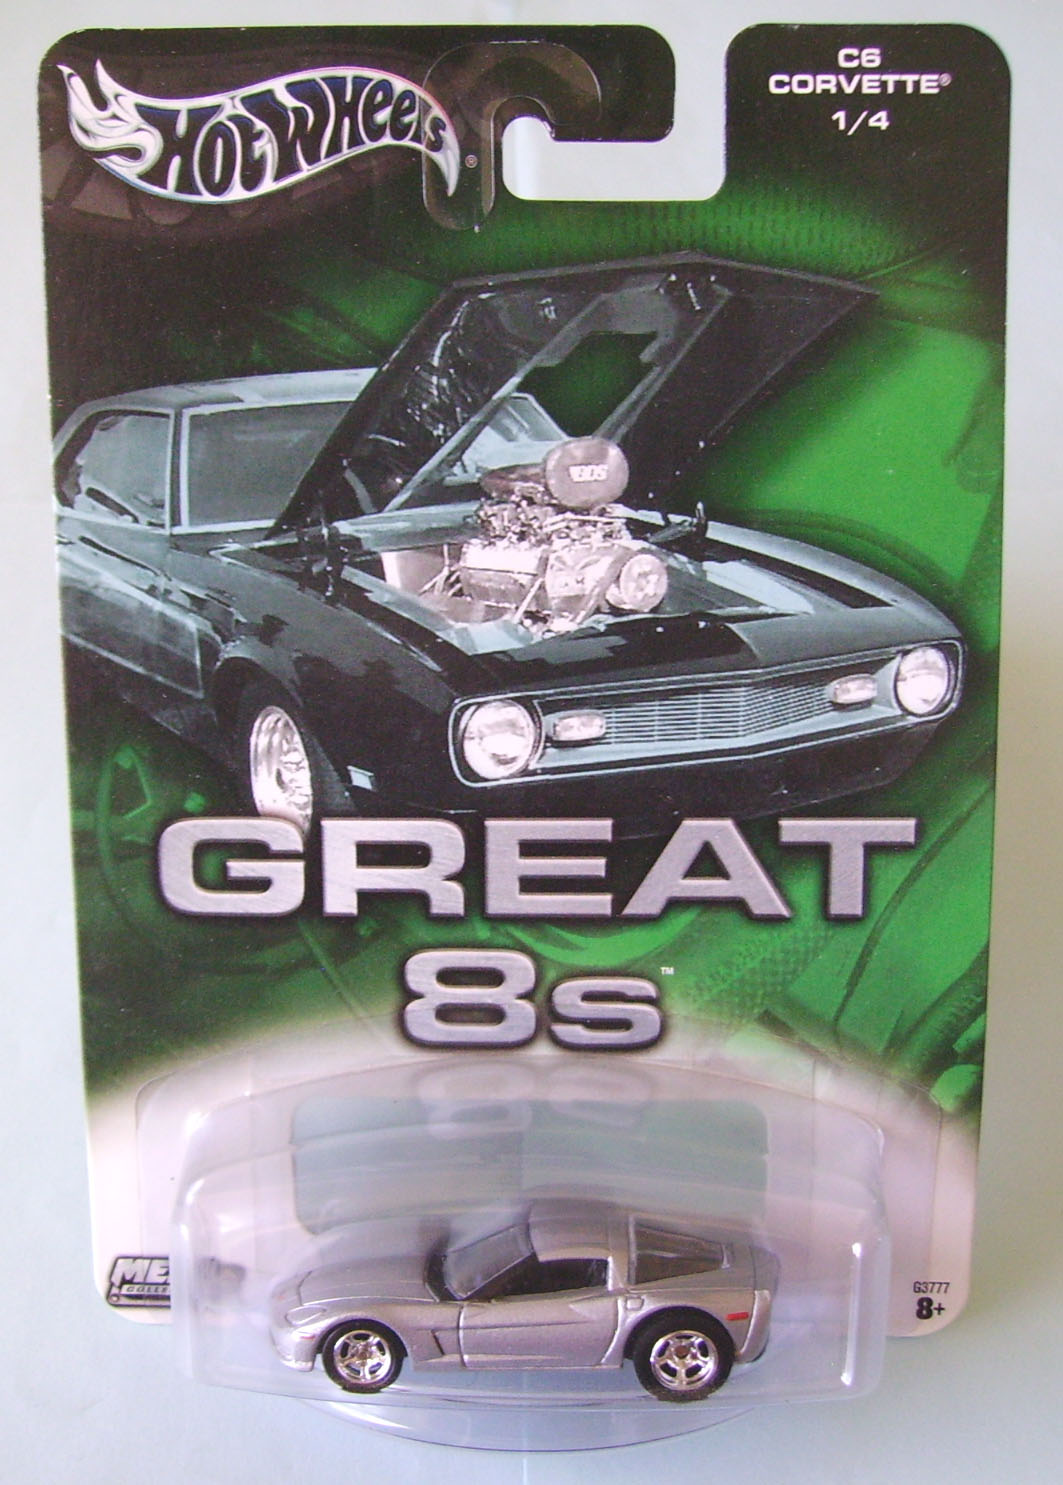 Hot Wheels ®
C6
CORVETTE®
1/4
GREAT
8s™
G3777
8+